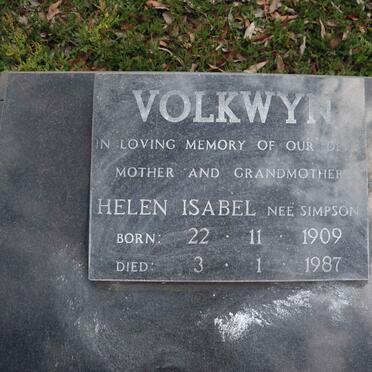 VOLKWYN
IN LOVING MEMORY OF OUR DEAR
MOTHER AND GRANDMOTHER
HELEN ISABEL NEE SIMPSON
BORN: 22 · 11 · 1909
DIED: 3 · 1 · 1987